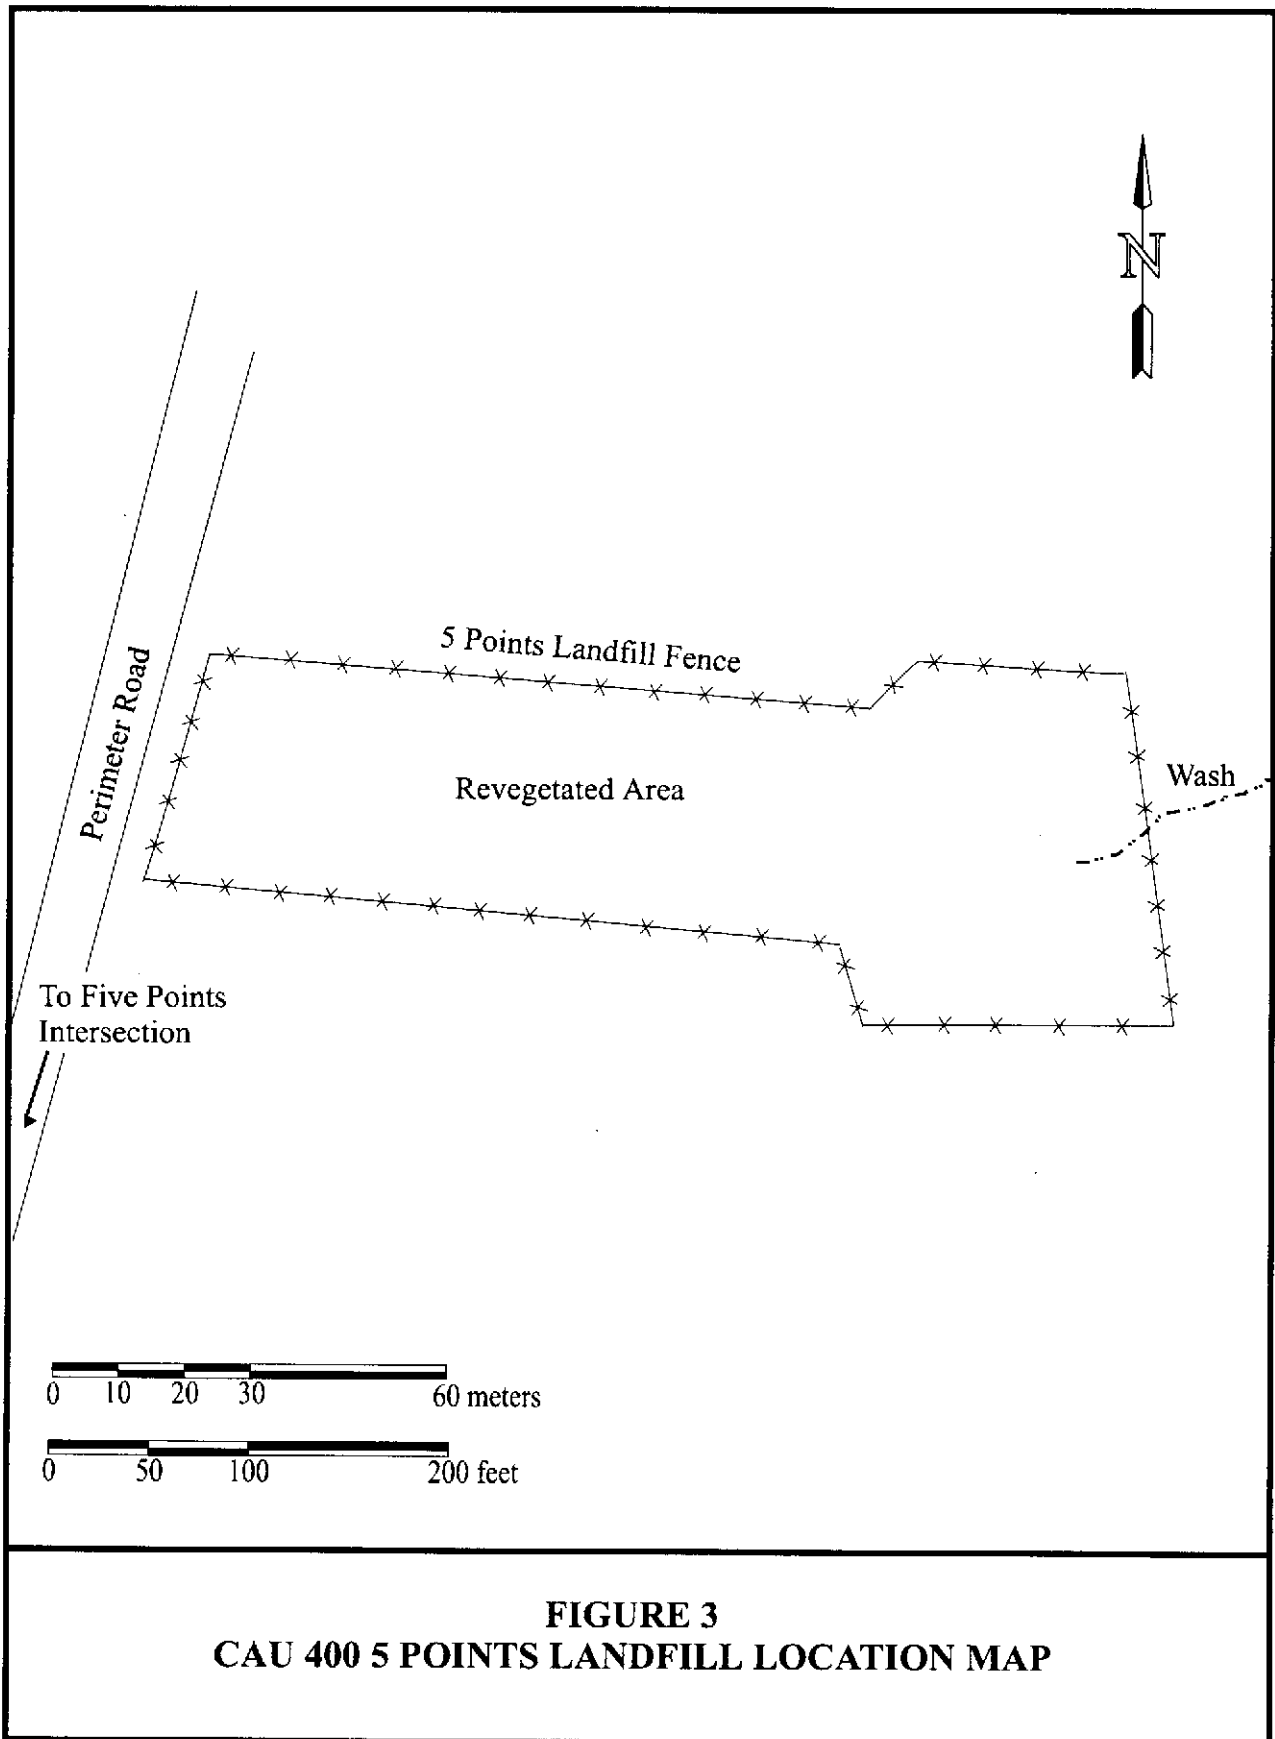 N
5 Points Landfill Fence
Perimeter Road
Revegetated Area
Wash
To Five Points
Intersection
0 10 20 30 60 meters
0 50 100 200 feet
FIGURE 3
CAU 400 5 POINTS LANDFILL LOCATION MAP